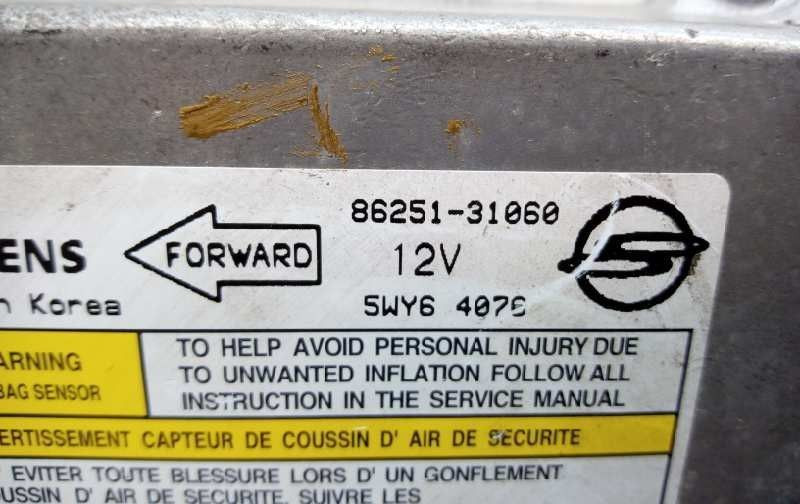 86251-31060
ENS FORWARD 12V
n Korea 5WY6 407
ARNING TO HELP AVOID PERSONAL INJURY DUE
BAG SENSOR TO UNWANTED INFLATION FOLLOW ALL
INSTRUCTION IN THE SERVICE MANUAL
ERTISSEMENT CAPTEUR DE COUSSIN D' AIR DE SECURITE
EVITER TOUTE BLESSURE LORS D' UN GONFLEMENT
OUSSIN D' AIR DE SECURITE, SUIVRE LES